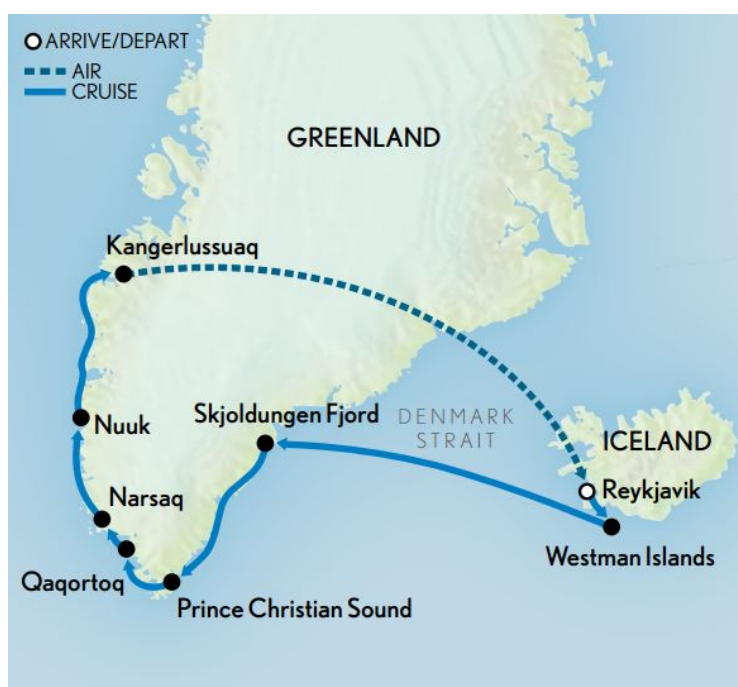 ARRIVE/DEPART
AIR
CRUISE
GREENLAND
Kangerlussuaq
Nuuk
Skjoldungen Fjord
DENMARK
STRAIT
ICELAND
Reykjavik
Narsaq
Westman Islands
Qaqortoq
Prince Christian Sound